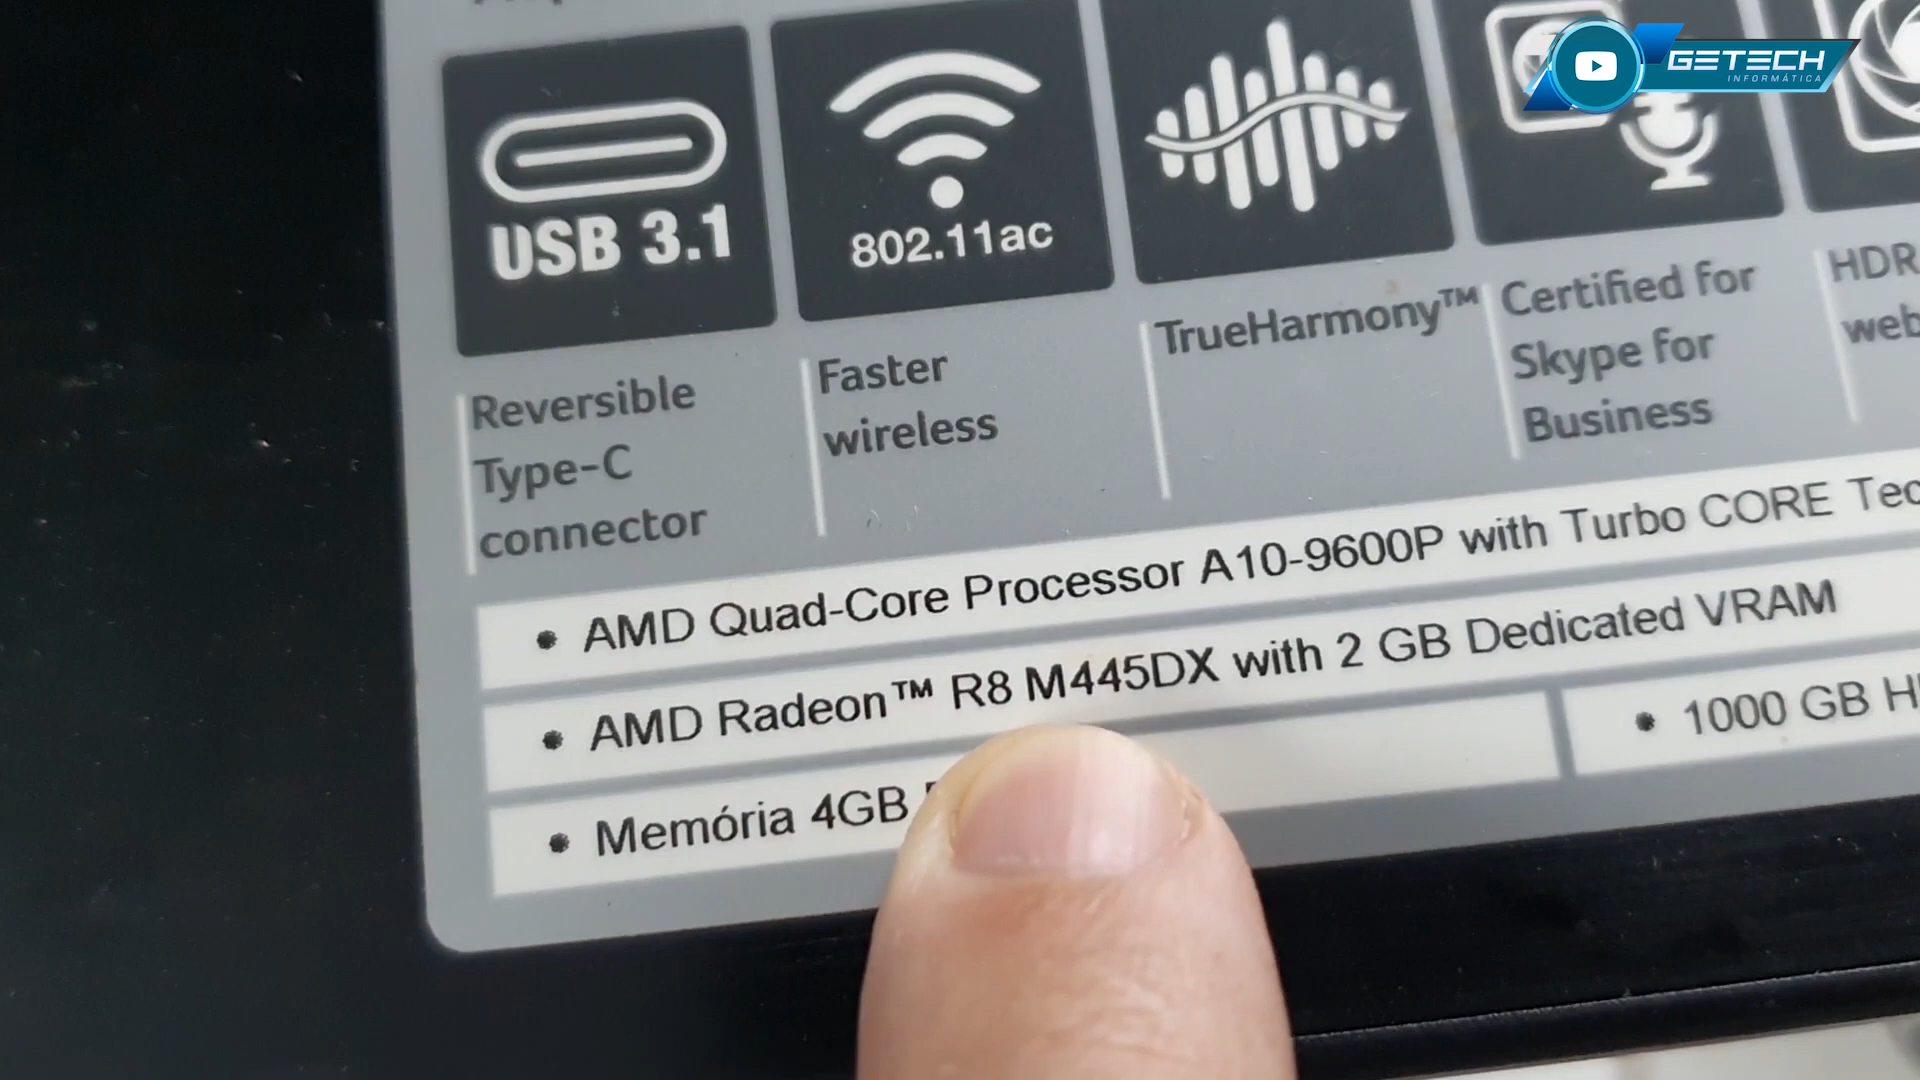 GETECH
INFORMÁTICA
USB 3.1
802.11ac
Reversible
Type-C
connector
Faster
wireless
TrueHarmony™
Certified for
Skype for
Business
HDR
• AMD Quad-Core Processor A10-9600P with Turbo CORE
• AMD Radeon™ R8 M445DX with 2 GB Dedicated VRAM
• Memória 4GB
• 1000 GB